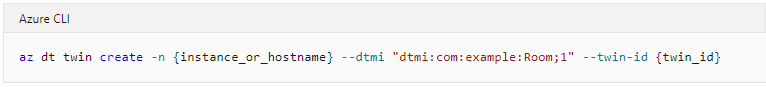 Azure CLI
az dt twin create -n {instance_or_hostname} --dtmi "dtmi:com:example:Room;1" --twin-id {twin_id}